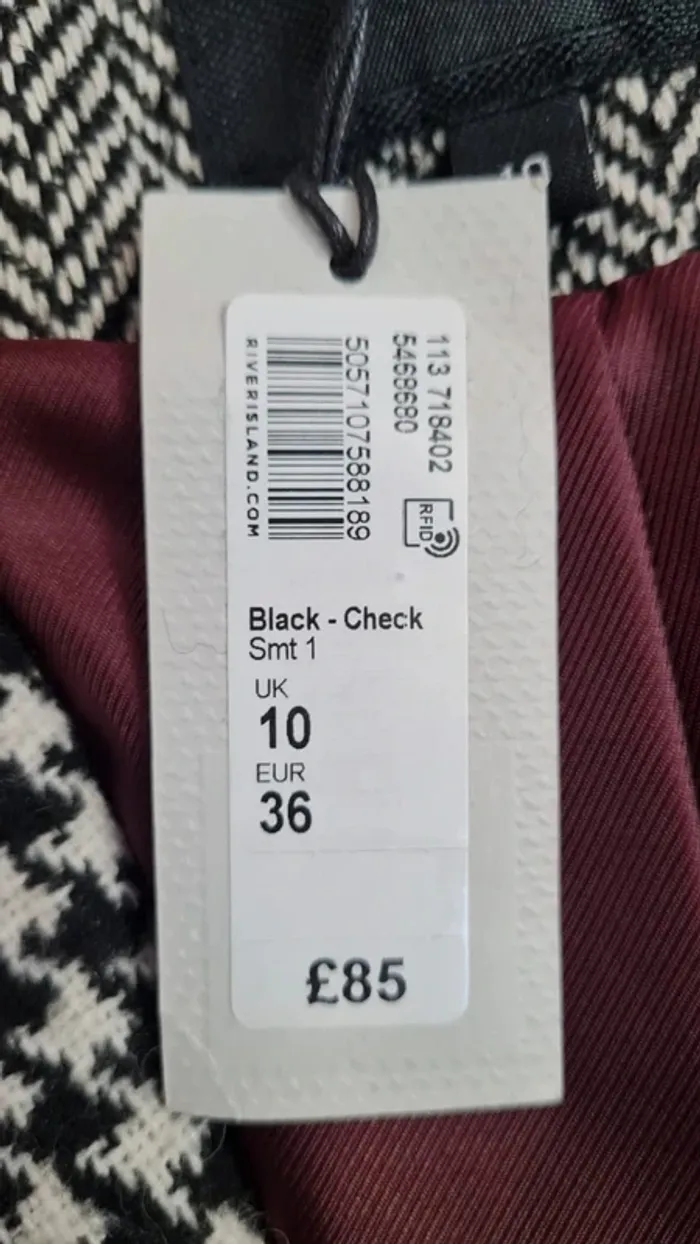 113 718402
5468680
RFID
5057107588189
RIVERISLAND.COM
Black - Check
Smt 1
UK
10
EUR
36
£85